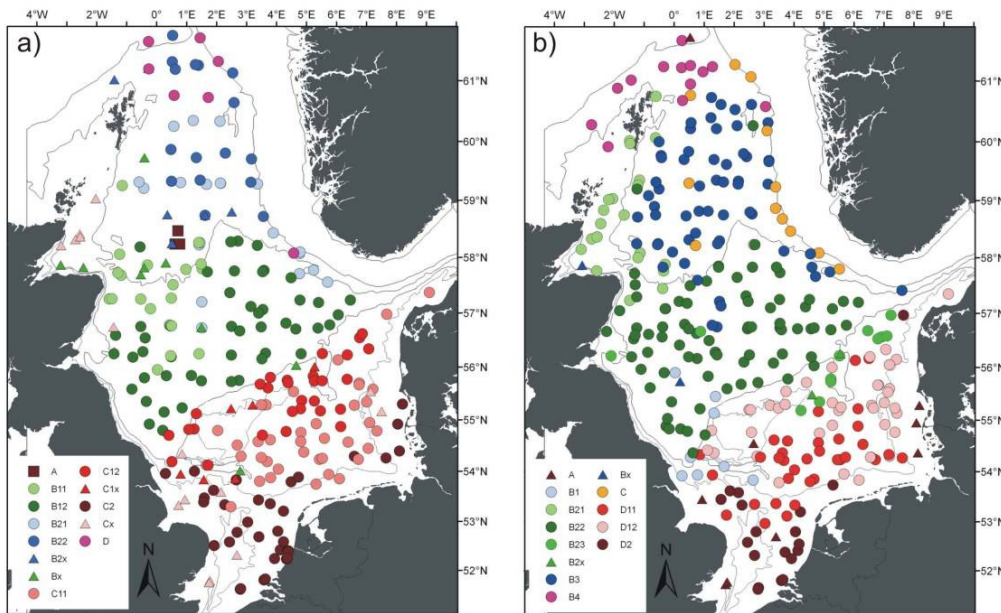 4°W 2° 0° 1°E 2°E 3°E 4°E 5°E 6°E 7°E 8°E 9°E
a)
61°N
60°N
59°N
58°N
57°N
56°N
55°N
54°N
53°N
52°N
N
A
B11
B12
B21
B22
B2x
Bx
C11
C12
C1x
C2
Cx
D
4°W 2° 0° 1°E 2°E 3°E 4°E 5°E 6°E 7°E 8°E 9°E
b)
61°N
60°N
59°N
58°N
57°N
56°N
55°N
54°N
53°N
52°N
N
A
B1
B21
B22
B23
B2x
B3
B4
Bx
C
D11
D12
D2